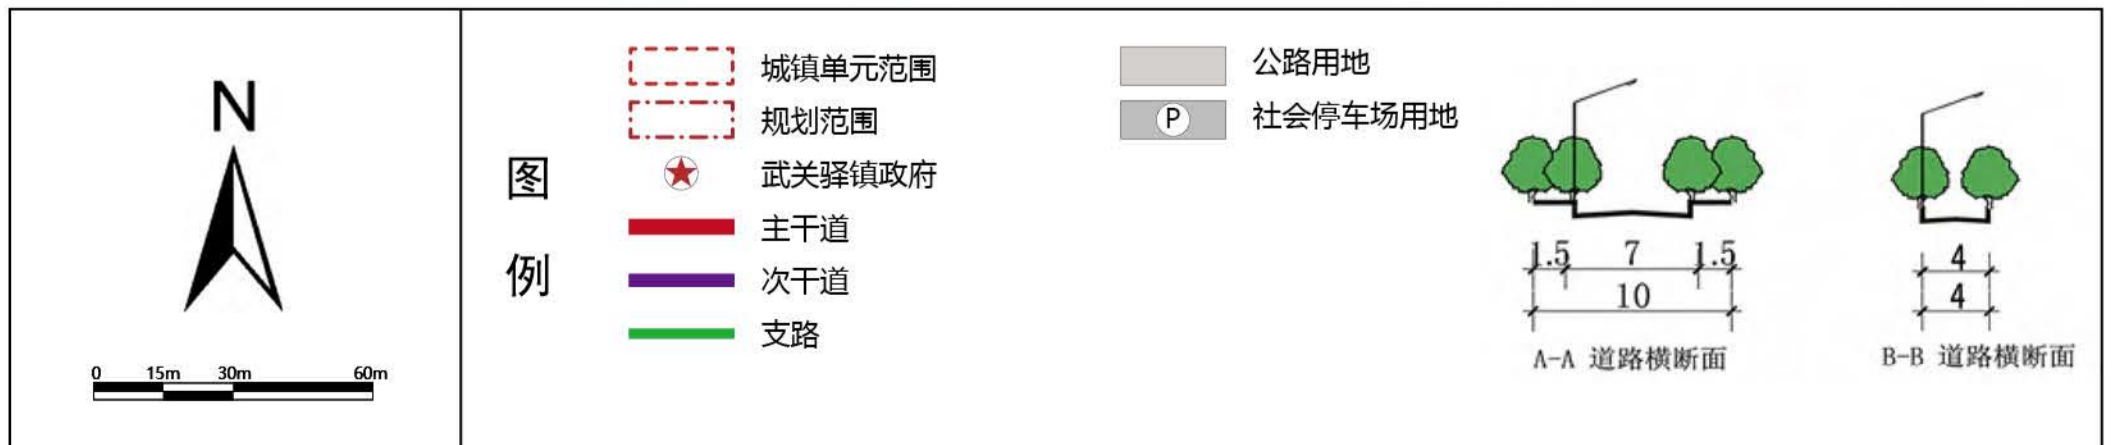 N
0 15m 30m 60m
图例
城镇单元范围
规划范围
武关驿镇政府
主干道
次干道
支路
公路用地
P 社会停车场用地
1.5 7 1.5
10
A-A 道路横断面
4
4
B-B 道路横断面